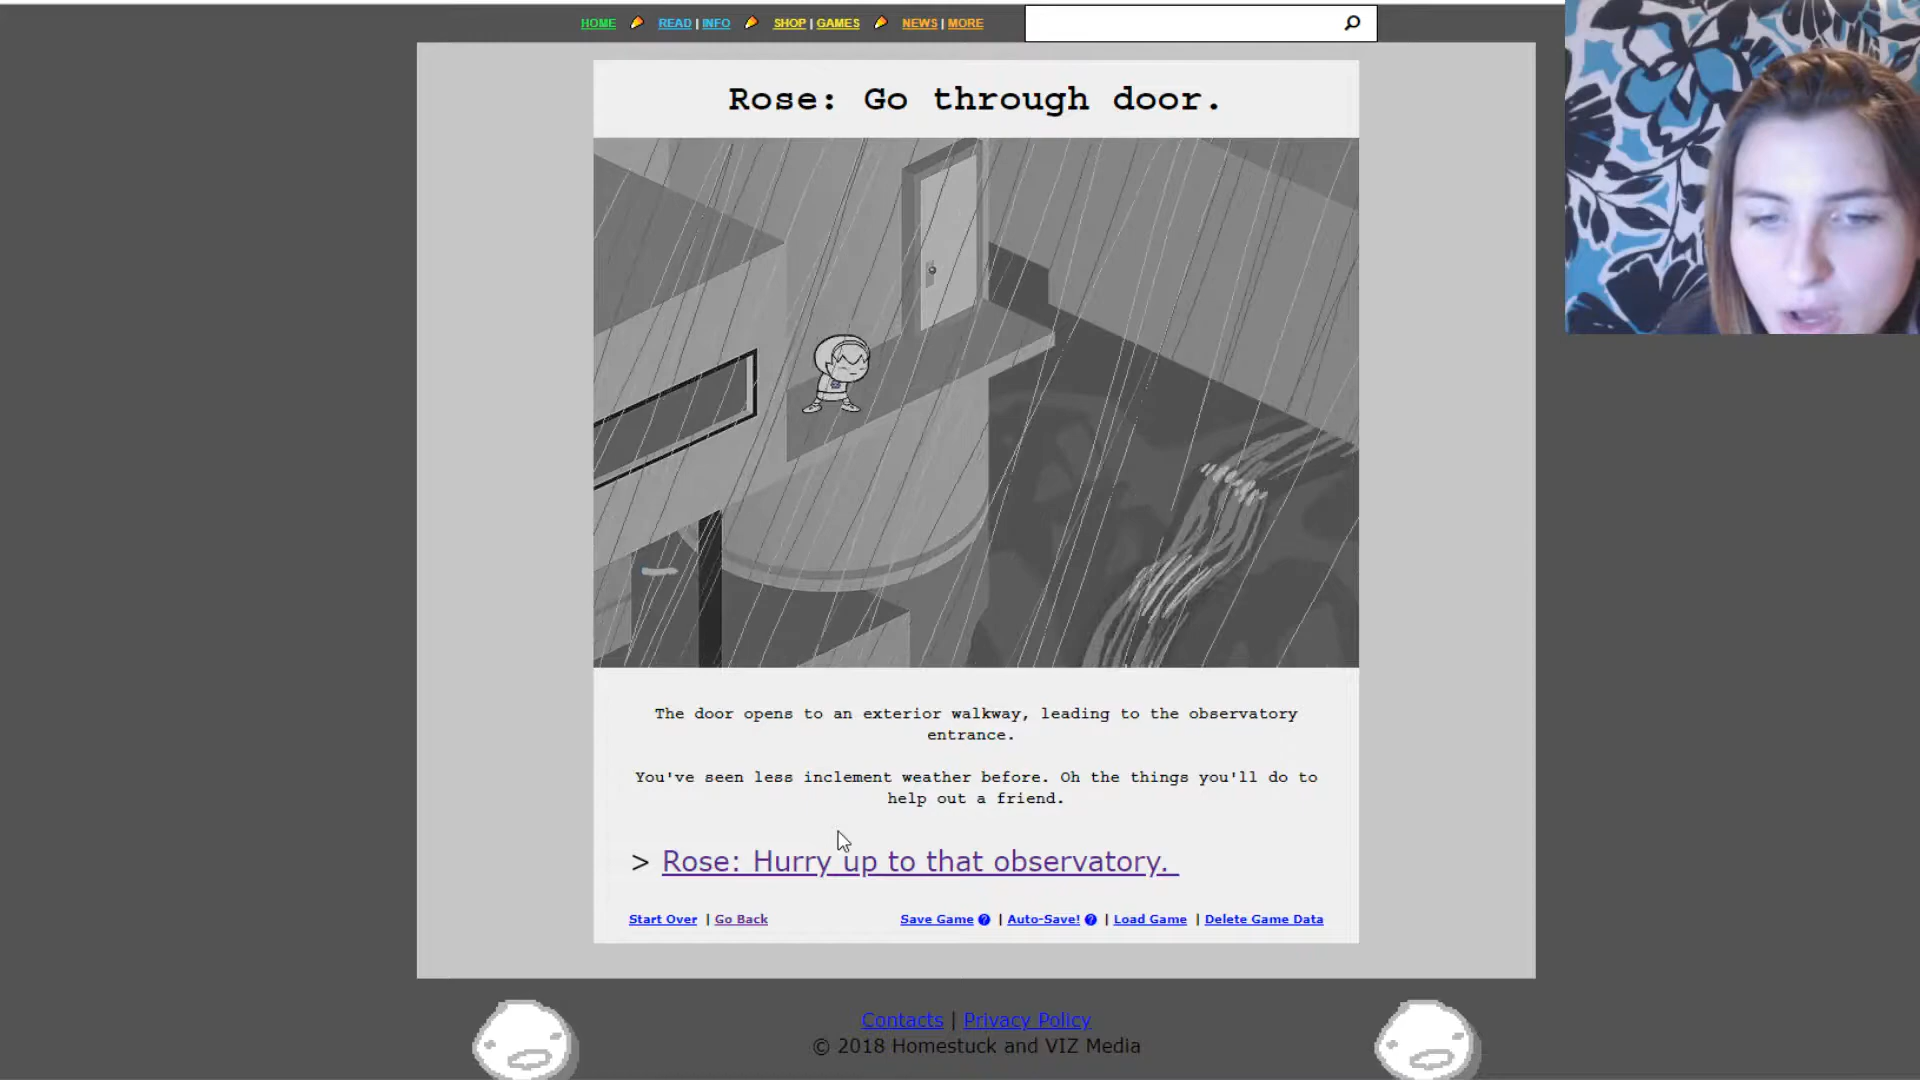 HOME READ | INFO SHOP | GAMES NEWS | MORE
Rose: Go through door.
The door opens to an exterior walkway, leading to the observatory
entrance.
You've seen less inclement weather before. Oh the things you'll do to
help out a friend.
> Rose: Hurry up to that observatory.
Start Over | Go Back Save Game ? | Auto-Save! ? | Load Game | Delete Game Data
Contacts | Privacy Policy
© 2018 Homestuck and VIZ Media